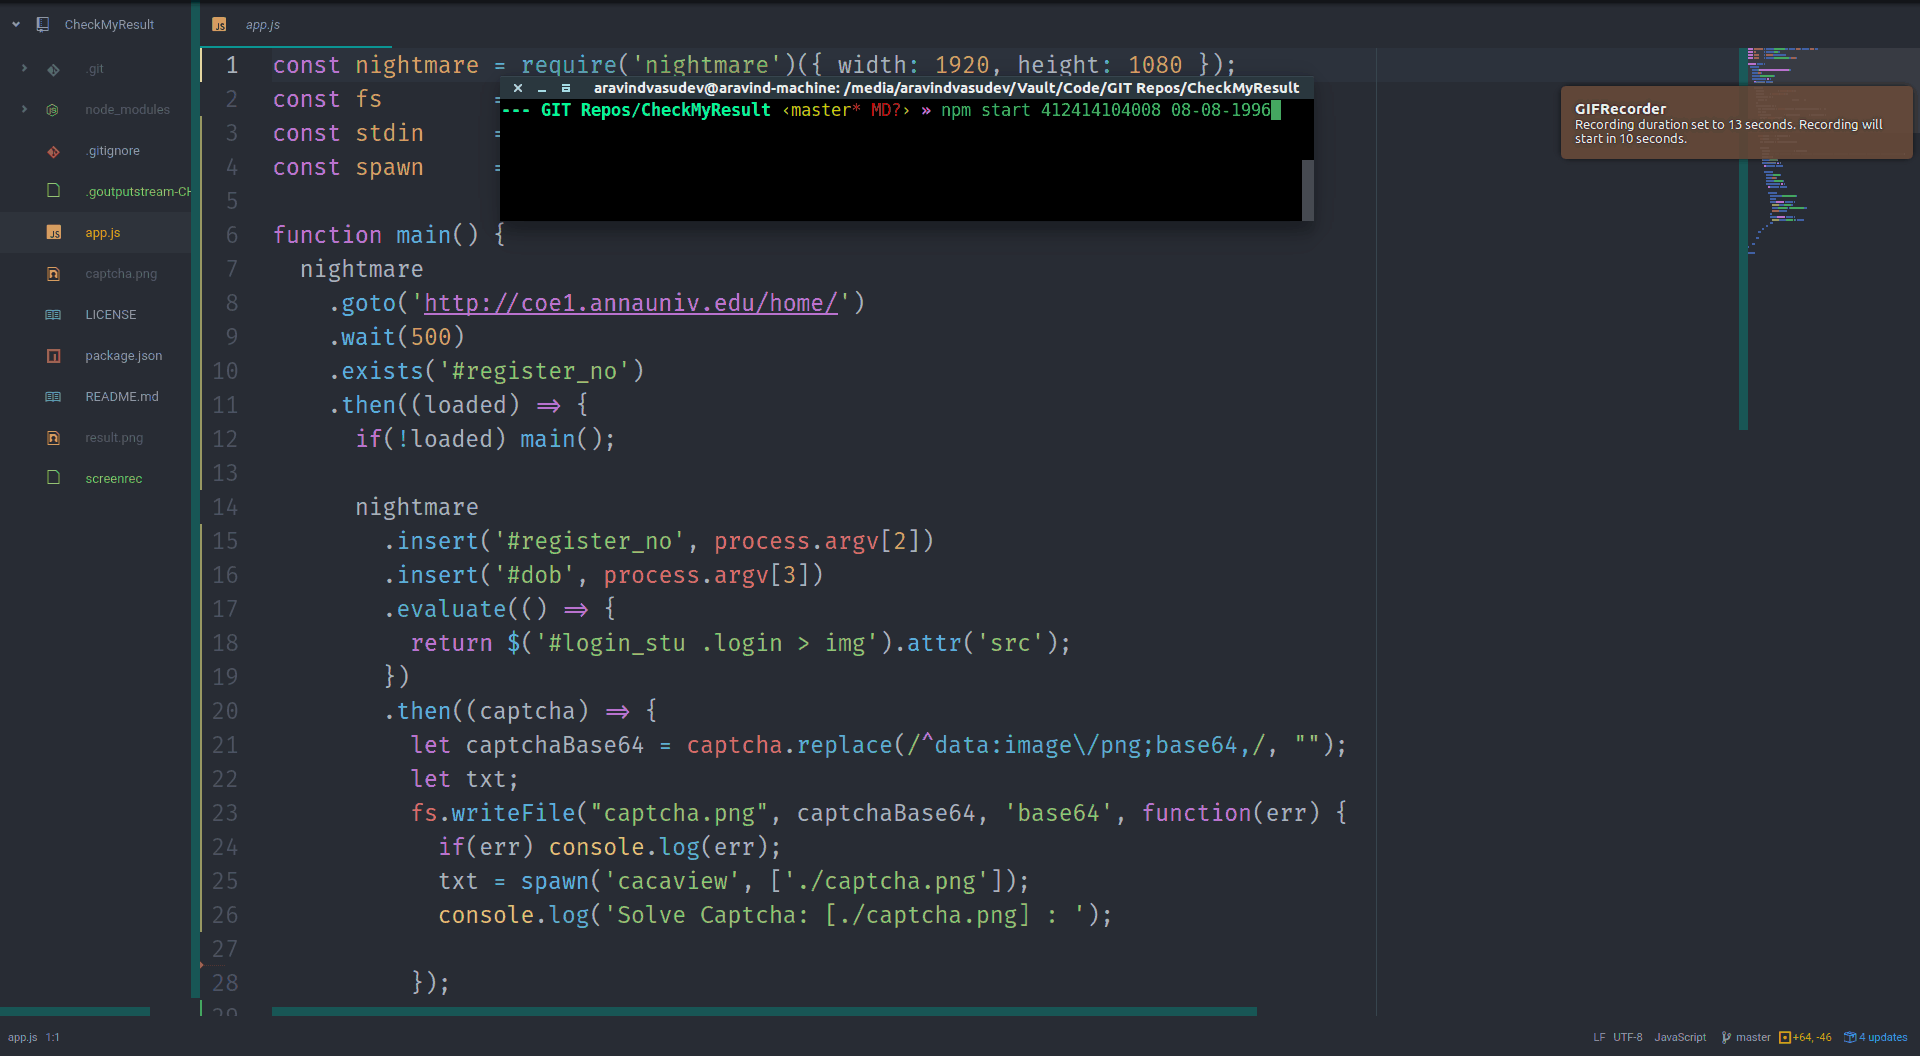 CheckMyResult
.git
node_modules
.gitignore
.goutputstream-CH
app.js
captcha.png
LICENSE
package.json
README.md
result.png
screenrec
app.js
1 const nightmare = require('nightmare')({ width: 1920, height: 1080 });
2 const fs =
3 const stdin =
4 const spawn =
5
6 function main() {
7 nightmare
8 .goto('http://coe1.annauniv.edu/home/')
9 .wait(500)
10 .exists('#register_no')
11 .then((loaded) => {
12 if(!loaded) main();
13
14 nightmare
15 .insert('#register_no', process.argv[2])
16 .insert('#dob', process.argv[3])
17 .evaluate(() => {
18 return $('#login_stu .login > img').attr('src');
19 })
20 .then((captcha) => {
21 let captchaBase64 = captcha.replace(/^data:image\/png;base64,/, "");
22 let txt;
23 fs.writeFile("captcha.png", captchaBase64, 'base64', function(err) {
24 if(err) console.log(err);
25 txt = spawn('cacaview', ['./captcha.png']);
26 console.log('Solve Captcha: [./captcha.png] : ');
27
28 });
29
aravindvasudev@aravind-machine: /media/aravindvasudev/Vault/Code/GIT Repos/CheckMyResult
--- GIT Repos/CheckMyResult ‹master* MD?› » npm start 412414104008 08-08-1996
GIFRecorder
Recording duration set to 13 seconds. Recording will
start in 10 seconds.
app.js 1:1
LF UTF-8 JavaScript master +64, -46 4 updates